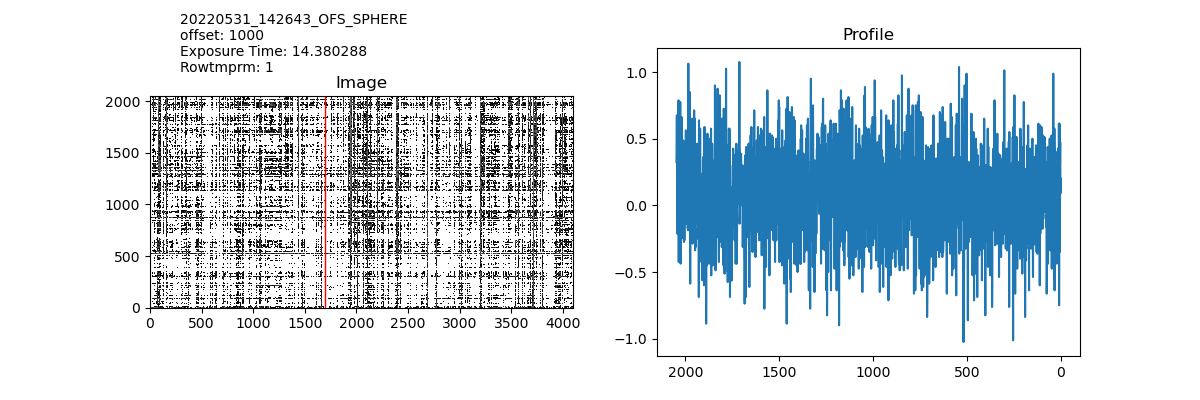 20220531_142643_OFS_SPHERE
offset: 1000
Exposure Time: 14.380288
Rowtmprm: 1
Image
2000
1500
1000
500
0
0 500 1000 1500 2000 2500 3000 3500 4000
Profile
1.0
0.5
0.0
−0.5
−1.0
2000 1500 1000 500 0